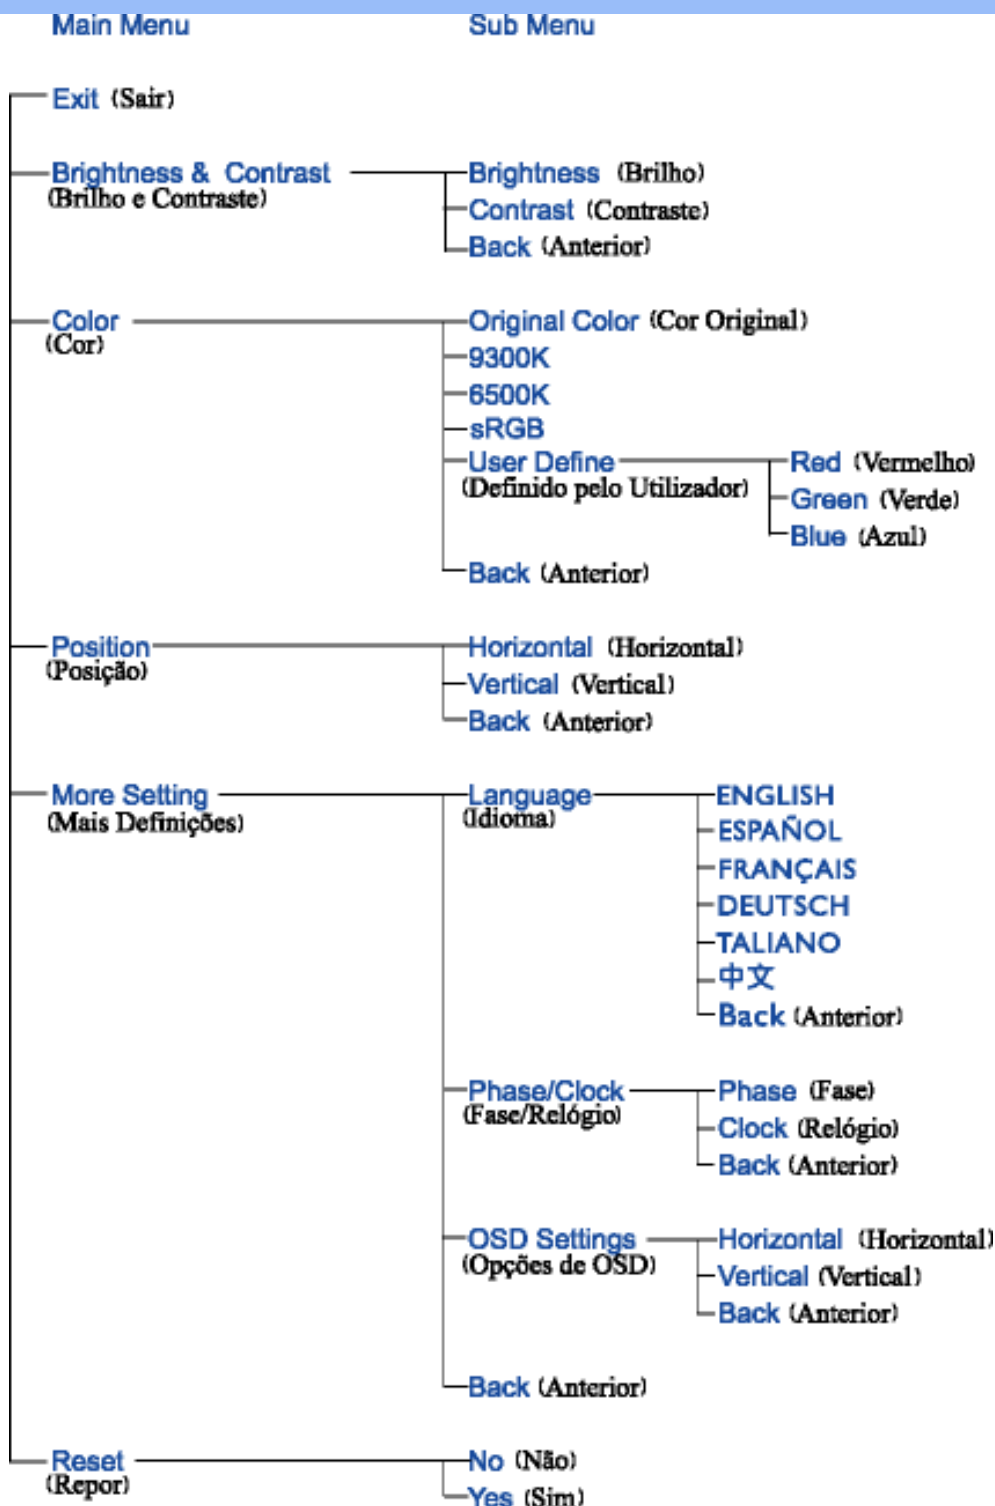 Main Menu Sub Menu
Exit (Sair)
Brightness & Contrast Brightness (Brilho)
(Brilho e Contraste)
Contrast (Contraste)
Back (Anterior)
Color Original Color (Cor Original)
(Cor)
9300K
6500K
sRGB
User Define Red (Vermelho)
(Definido pelo Utilizador)
Green (Verde)
Blue (Azul)
Back (Anterior)
Position Horizontal (Horizontal)
(Posição)
Vertical (Vertical)
Back (Anterior)
More Setting Language ENGLISH
(Mais Definições) (Idioma)
ESPAÑOL
FRANÇAIS
DEUTSCH
TALIANO
中文
Back (Anterior)
Phase/Clock Phase (Fase)
(Fase/Relógio)
Clock (Relógio)
Back (Anterior)
OSD Settings Horizontal (Horizontal)
(Opções de OSD)
Vertical (Vertical)
Back (Anterior)
Back (Anterior)
Reset No (Não)
(Repor)
Yes (Sim)